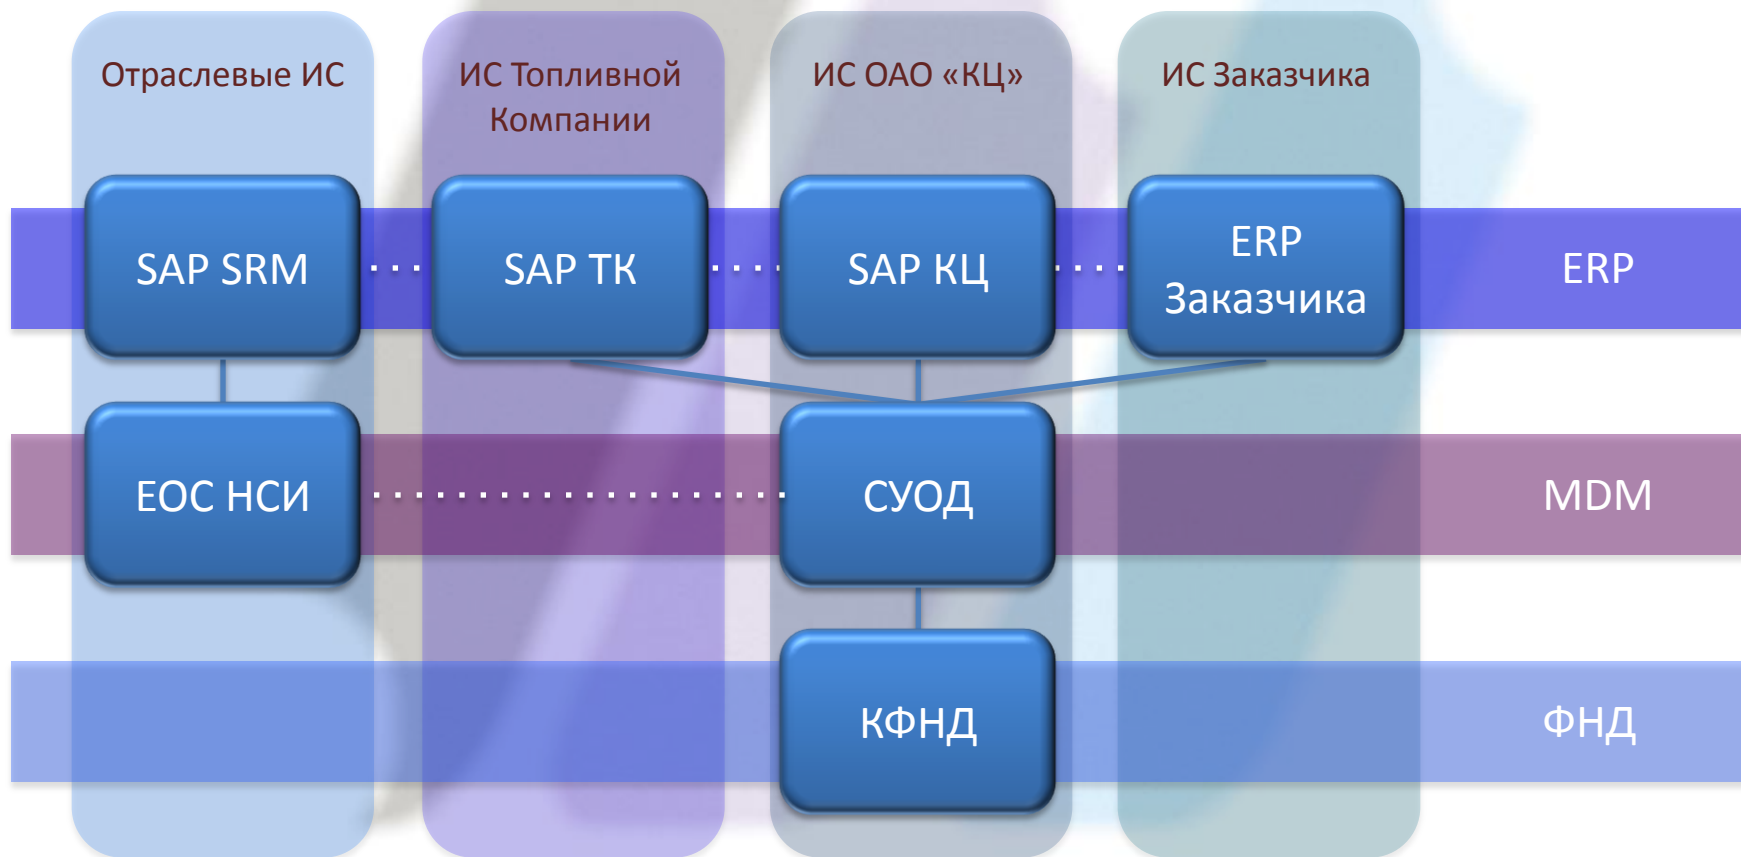 Отраслевые ИС
ИС Топливной
Компании
ИС ОАО «КЦ»
ИС Заказчика
SAP SRM
SAP ТК
SAP КЦ
ERP
Заказчика
ERP
ЕОС НСИ
СУОД
MDM
КФНД
ФНД